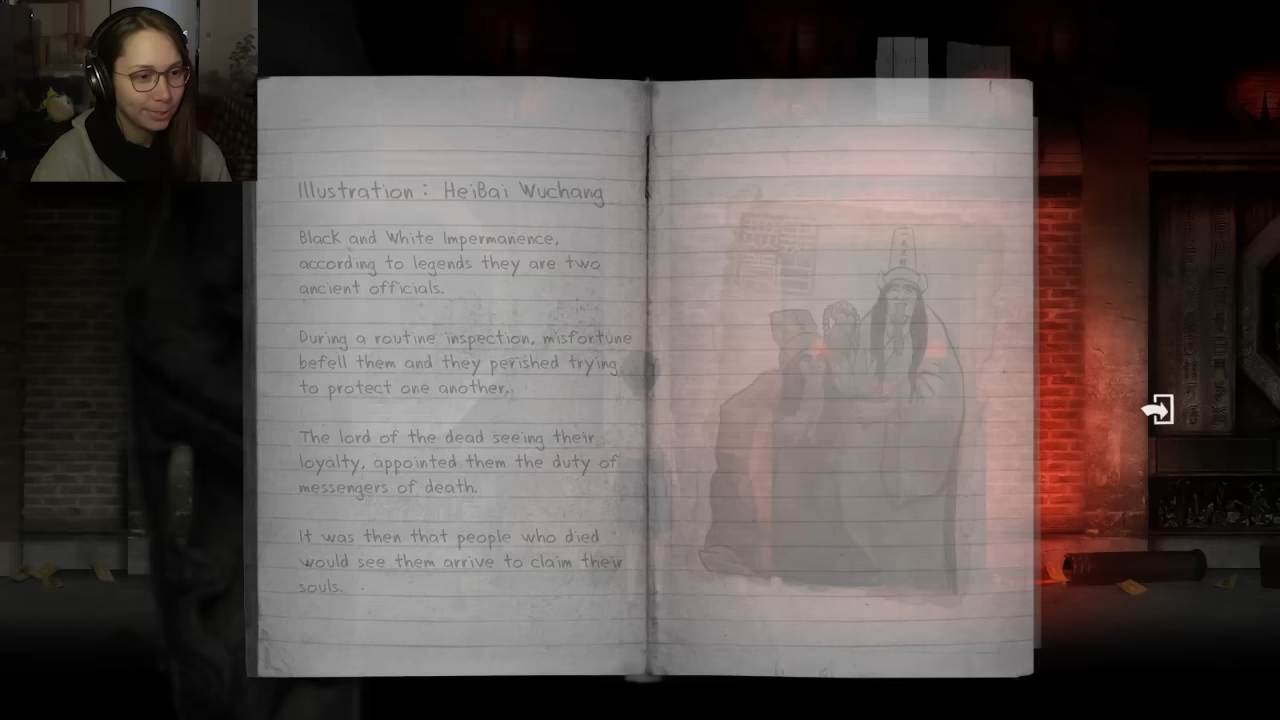 Illustration : HeiBai Wuchang
Black and White Impermanence,
according to legends they are two
ancient officials.
During a routine inspection, misfortune
befell them and they perished trying
to protect one another.
The lord of the dead seeing their
loyalty, appointed them the duty of
messengers of death.
It was then that people who died
would see them arrive to claim their
souls.